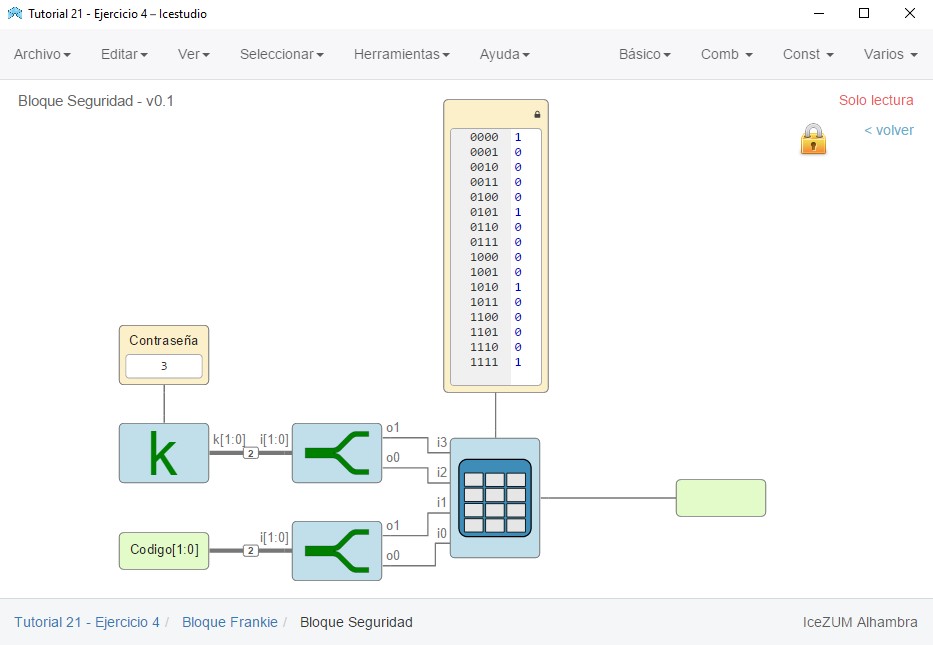 Tutorial 21 - Ejercicio 4 – Icestudio
Archivo Editar Ver Seleccionar Herramientas Ayuda Básico Comb Const Varios
Bloque Seguridad - v0.1
Solo lectura
< volver
0000 1
0001 0
0010 0
0011 0
0100 0
0101 1
0110 0
0111 0
1000 0
1001 0
1010 1
1011 0
1100 0
1101 0
1110 0
1111 1
Contraseña
3
k
k[1:0] 2 i[1:0]
o1
o0
i3
i2
i1
i0
Codigo[1:0]
2 i[1:0]
o1
o0
Tutorial 21 - Ejercicio 4 / Bloque Frankie / Bloque Seguridad
IceZUM Alhambra